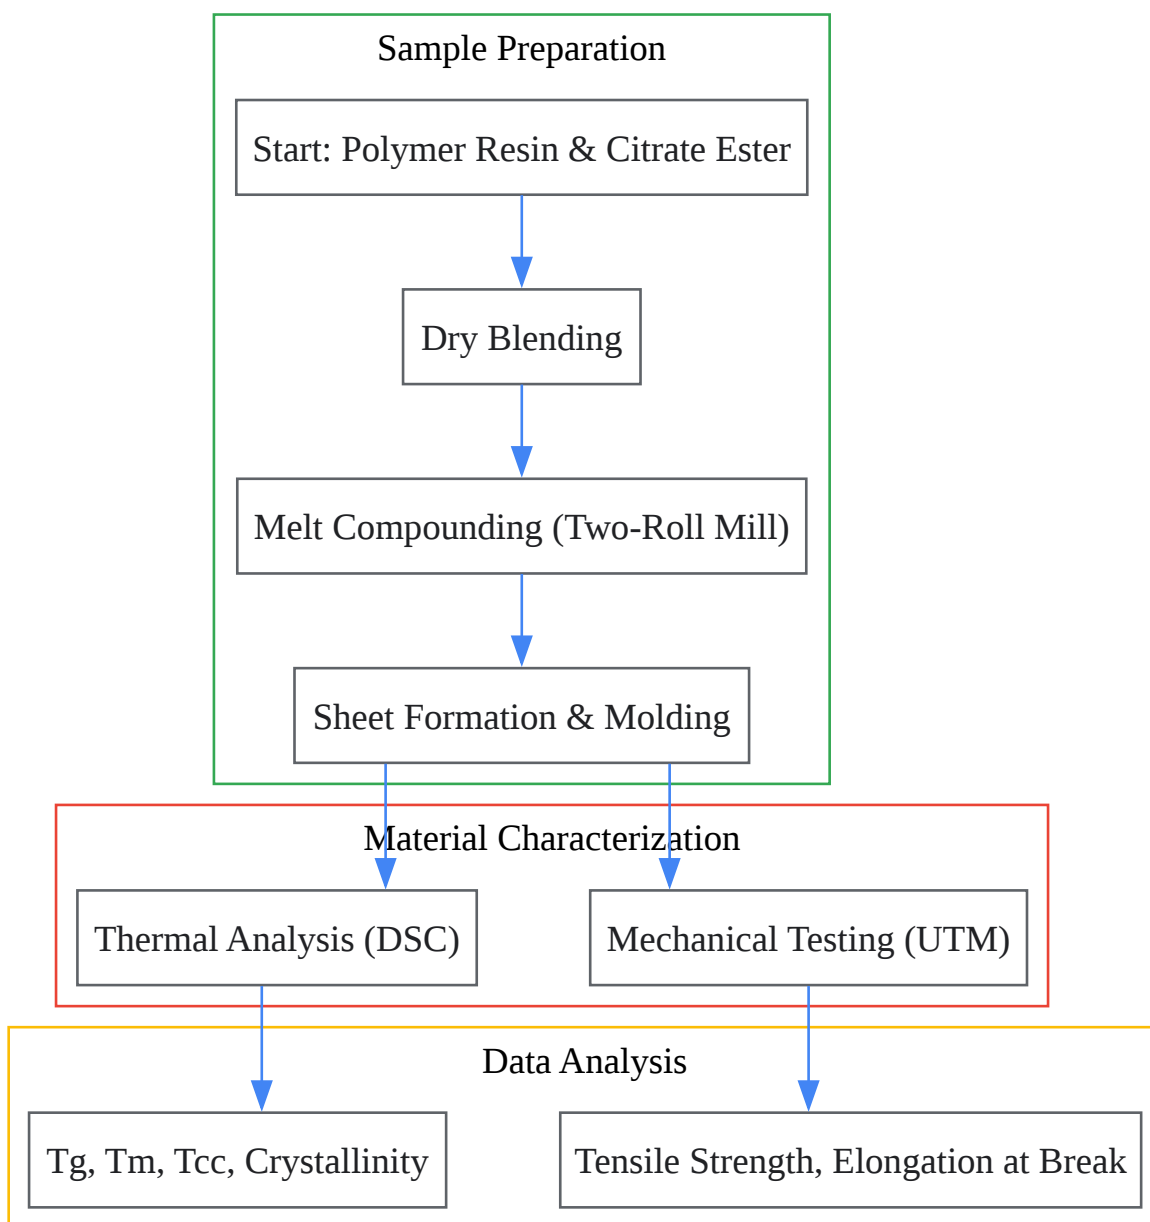 Sample Preparation
Start: Polymer Resin & Citrate Ester
Dry Blending
Melt Compounding (Two-Roll Mill)
Sheet Formation & Molding
Material Characterization
Thermal Analysis (DSC)
Mechanical Testing (UTM)
Data Analysis
Tg, Tm, Tcc, Crystallinity
Tensile Strength, Elongation at Break